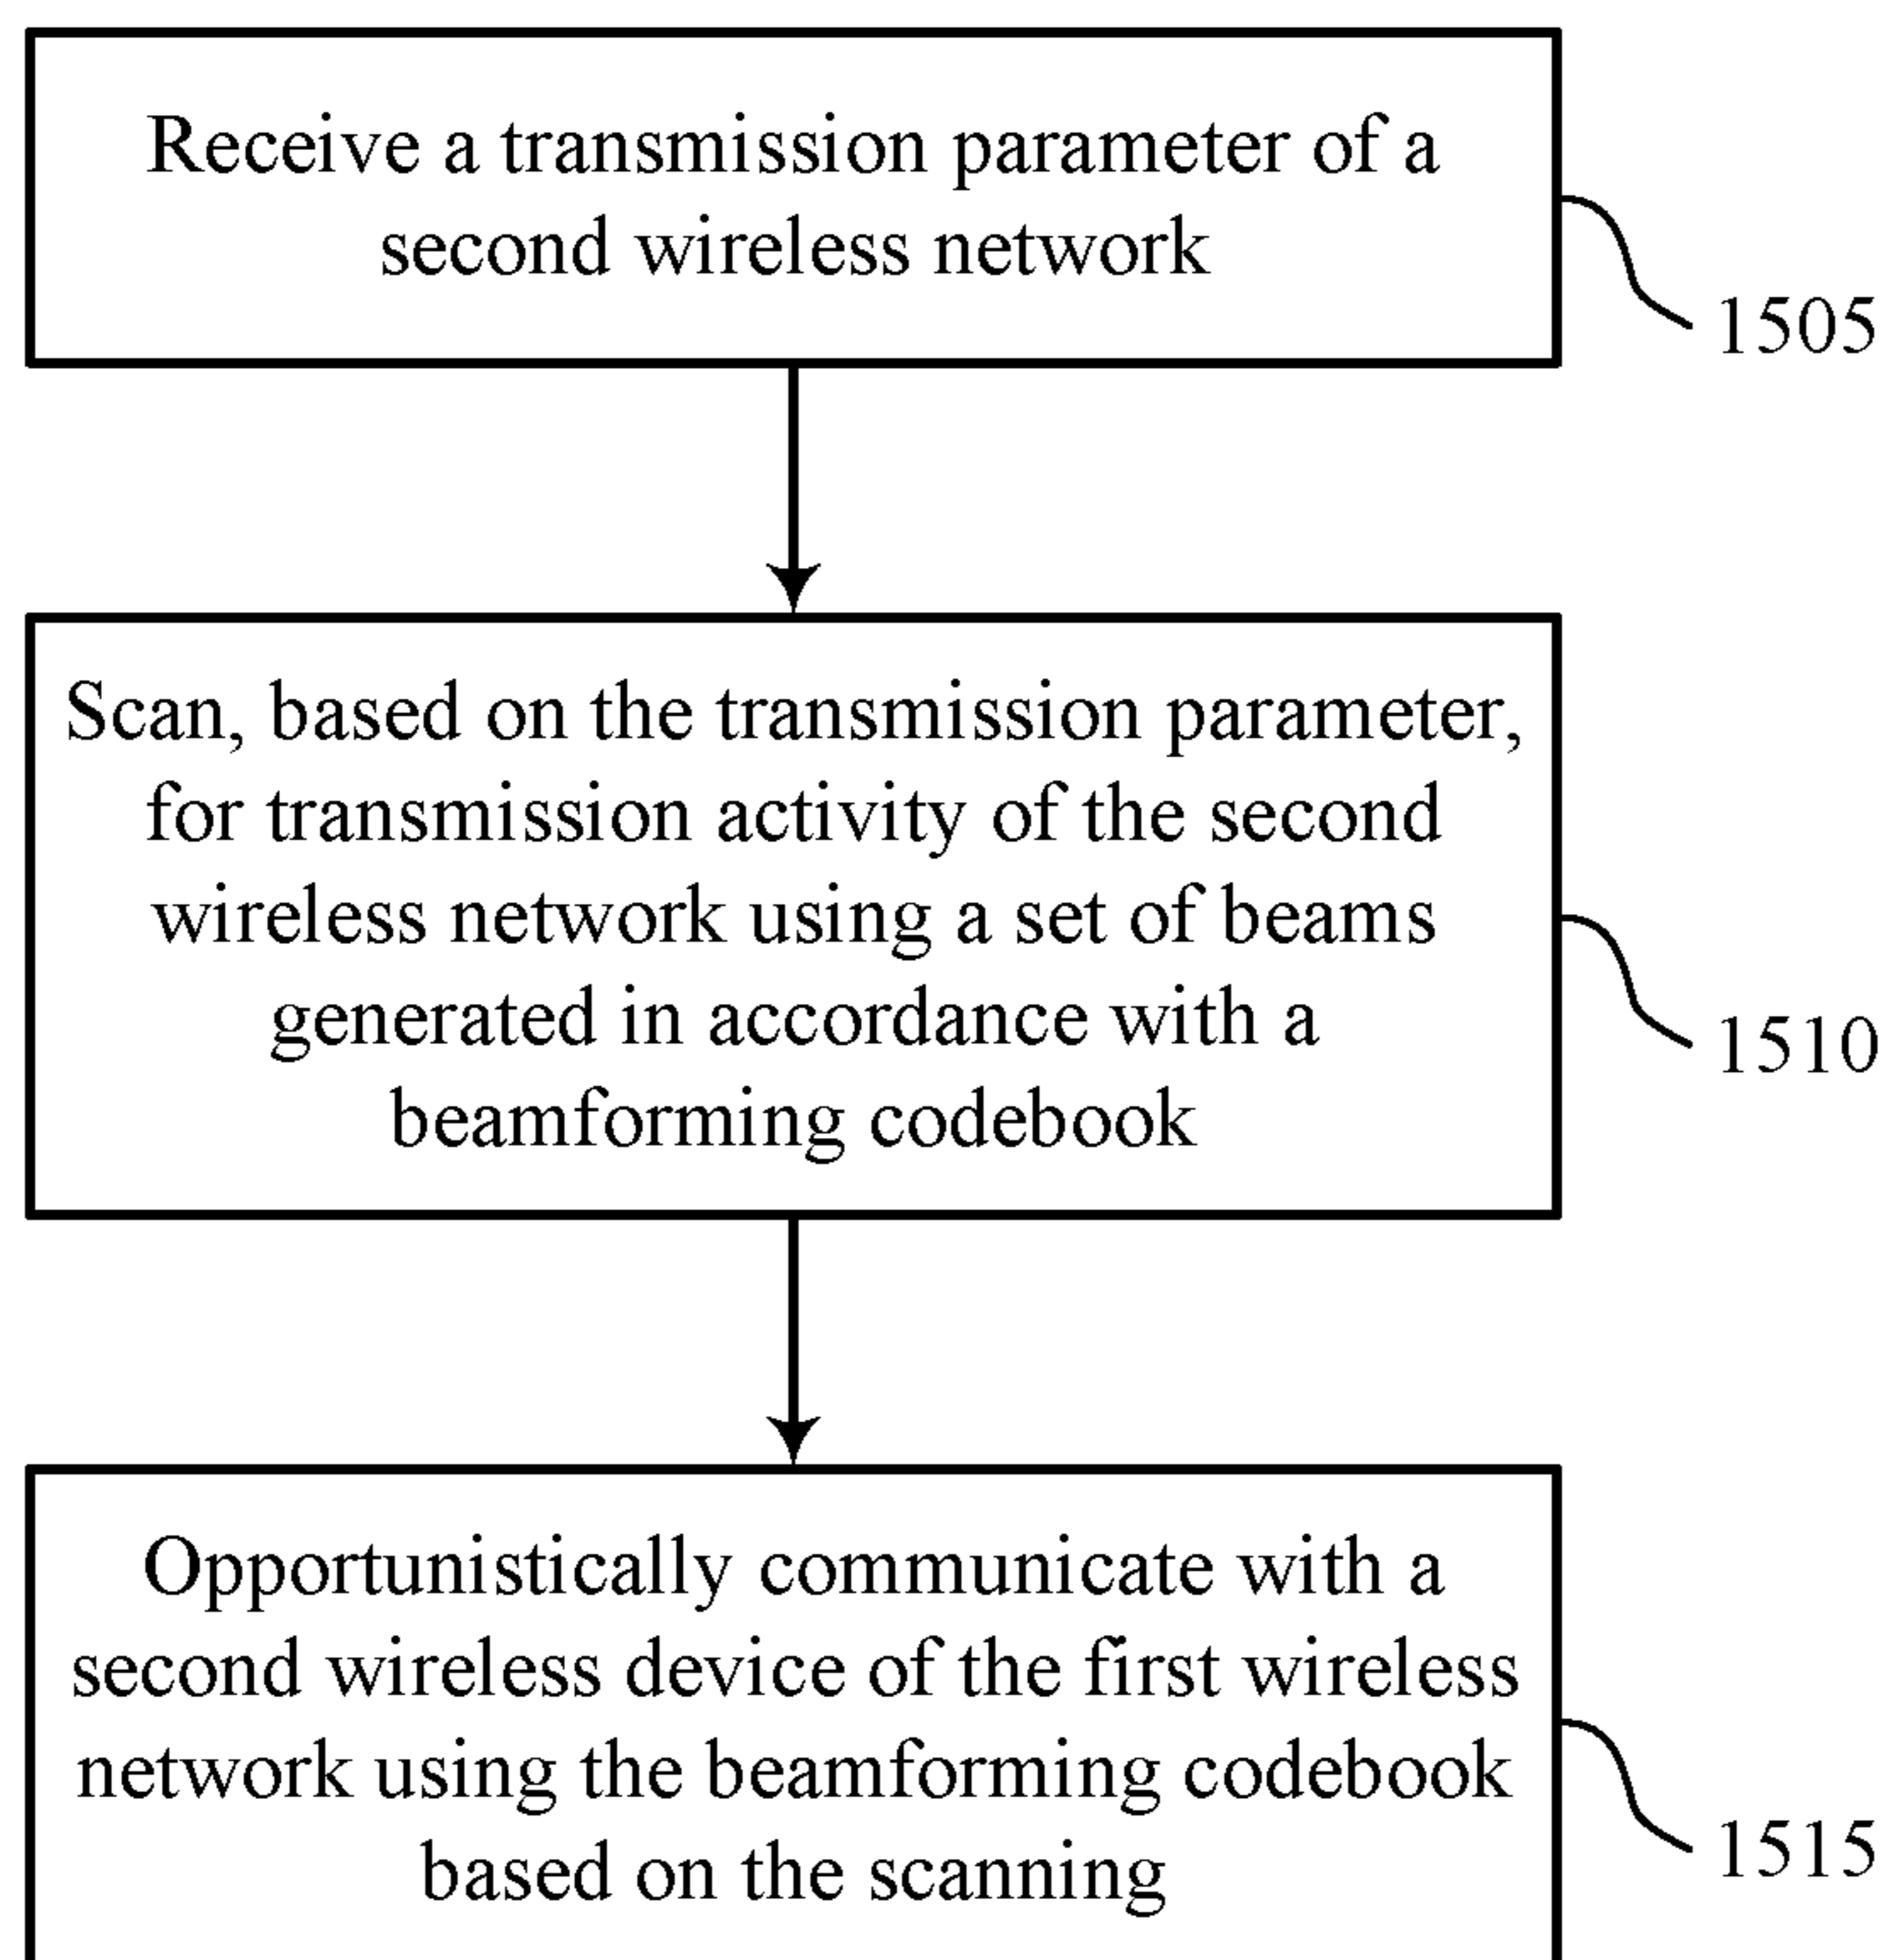 Receive a transmission parameter of a
second wireless network
1505
Scan, based on the transmission parameter,
for transmission activity of the second
wireless network using a set of beams
generated in accordance with a
beamforming codebook
1510
Opportunistically communicate with a
second wireless device of the first wireless
network using the beamforming codebook
based on the scanning
1515